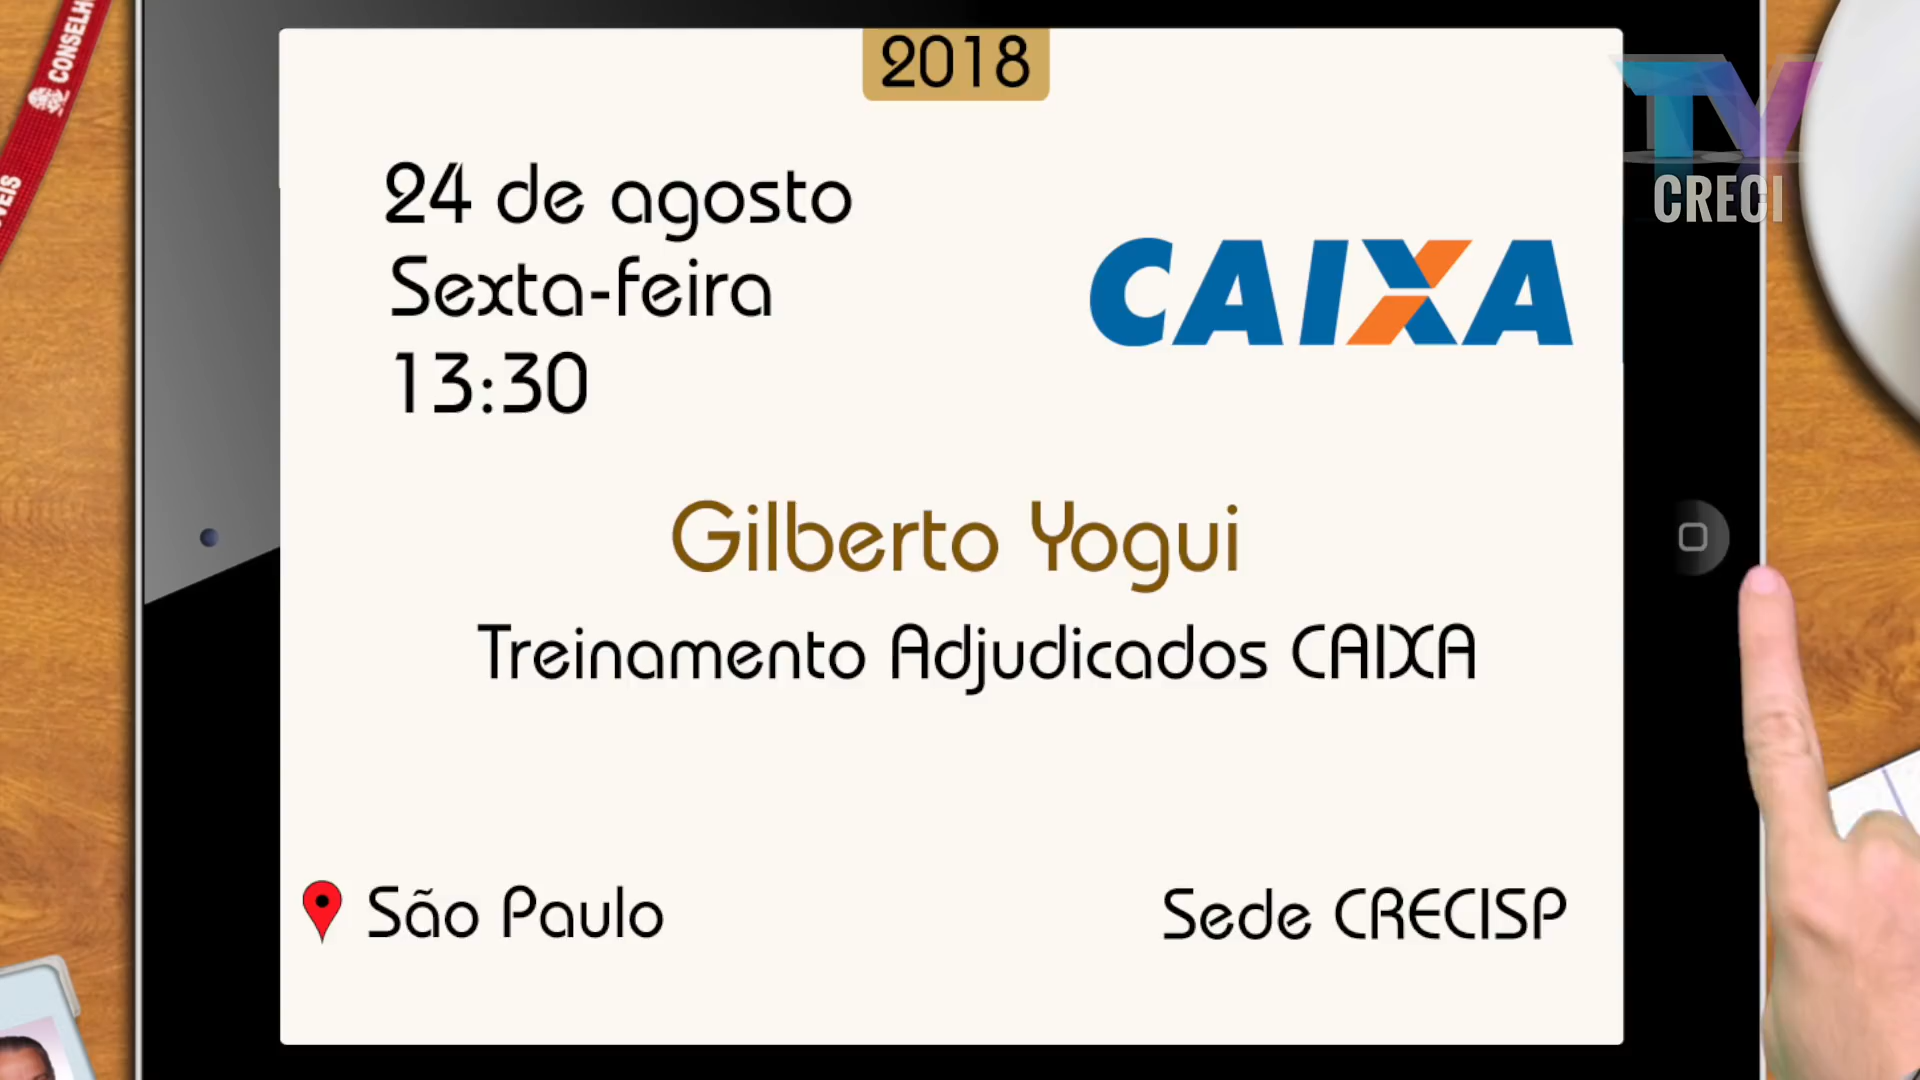 2018
24 de agosto
Sexta-feira
13:30
CAIXA
Gilberto Yogui
Treinamento Adjudicados CAIXA
São Paulo
Sede CRECISP
TV
CRECI